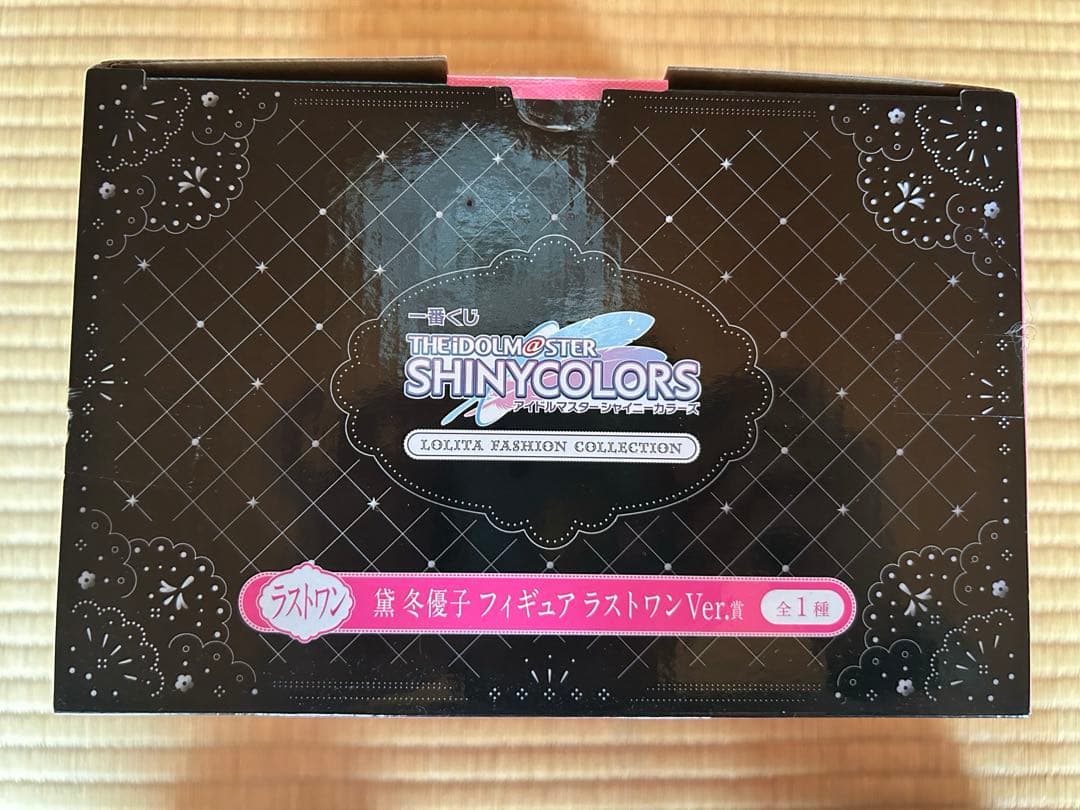 一番くじ
THE iDOLM@STER
SHINYCOLORS
アイドルマスターシャイニーカラーズ
LOLITA FASHION COLLECTION
ラストワン 黛 冬優子 フィギュア ラストワンVer.賞 全1種